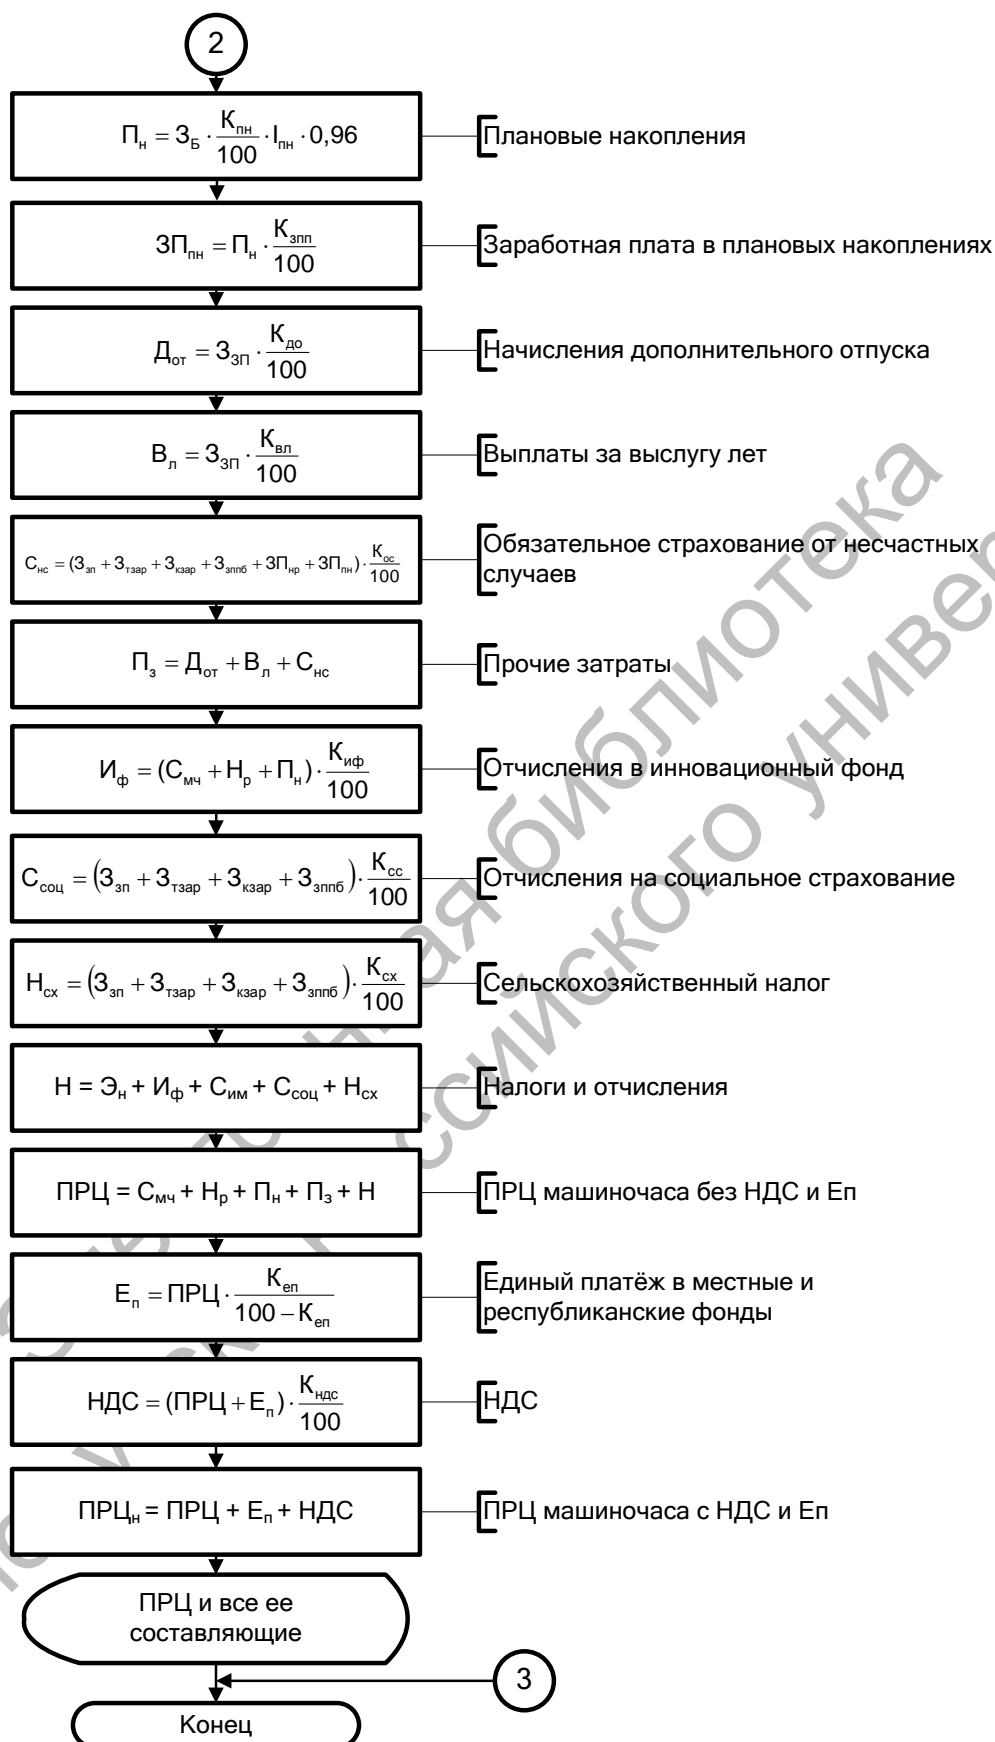 2
Пн = ЗБ · Кпн/100 · Iпн · 0,96
Плановые накопления
ЗПпн = Пн · Кзпп/100
Заработная плата в плановых накоплениях
Дот = ЗЗП · Кдо/100
Начисления дополнительного отпуска
Вл = ЗЗП · Квл/100
Выплаты за выслугу лет
Снс = (Ззп + Зтзар + Зкзар + Ззппб + ЗПнр + ЗПпн) · Кос/100
Обязательное страхование от несчастных
случаев
Пз = Дот + Вл + Снс
Прочие затраты
Иф = (Смч + Нр + Пн) · Киф/100
Отчисления в инновационный фонд
Ссоц = (Ззп + Зтзар + Зкзар + Ззппб) · Ксс/100
Отчисления на социальное страхование
Нсх = (Ззп + Зтзар + Зкзар + Ззппб) · Ксх/100
Сельскохозяйственный налог
Н = Эн + Иф + Сим + Ссоц + Нсх
Налоги и отчисления
ПРЦ = Смч + Нр + Пн + Пз + Н
ПРЦ машиночаса без НДС и Еп
Еп = ПРЦ · Кеп/(100 – Кеп)
Единый платёж в местные и
республиканские фонды
НДС = (ПРЦ + Еп) · Кндс/100
НДС
ПРЦн = ПРЦ + Еп + НДС
ПРЦ машиночаса с НДС и Еп
ПРЦ и все ее
составляющие
3
Конец
библиотека